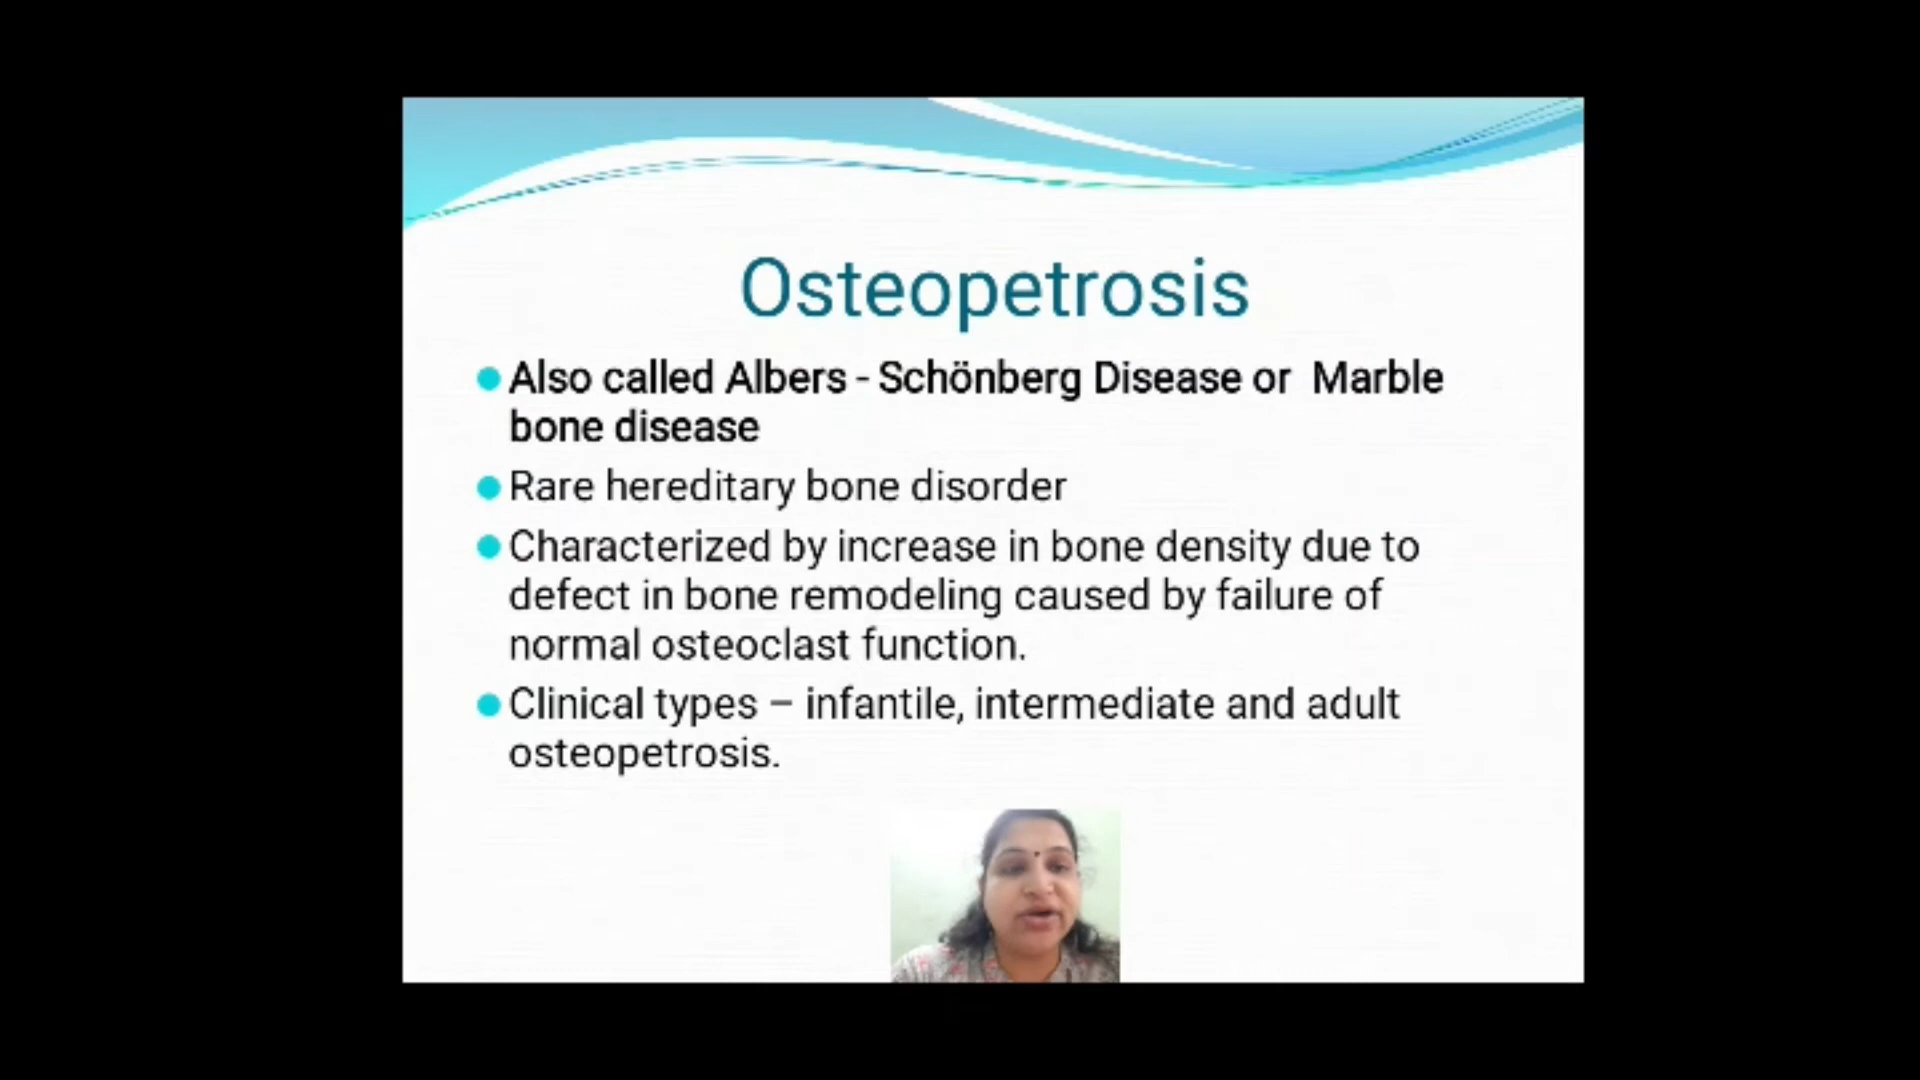 Osteopetrosis
Also called Albers - Schönberg Disease or Marble
bone disease
Rare hereditary bone disorder
Characterized by increase in bone density due to
defect in bone remodeling caused by failure of
normal osteoclast function.
Clinical types – infantile, intermediate and adult
osteopetrosis.